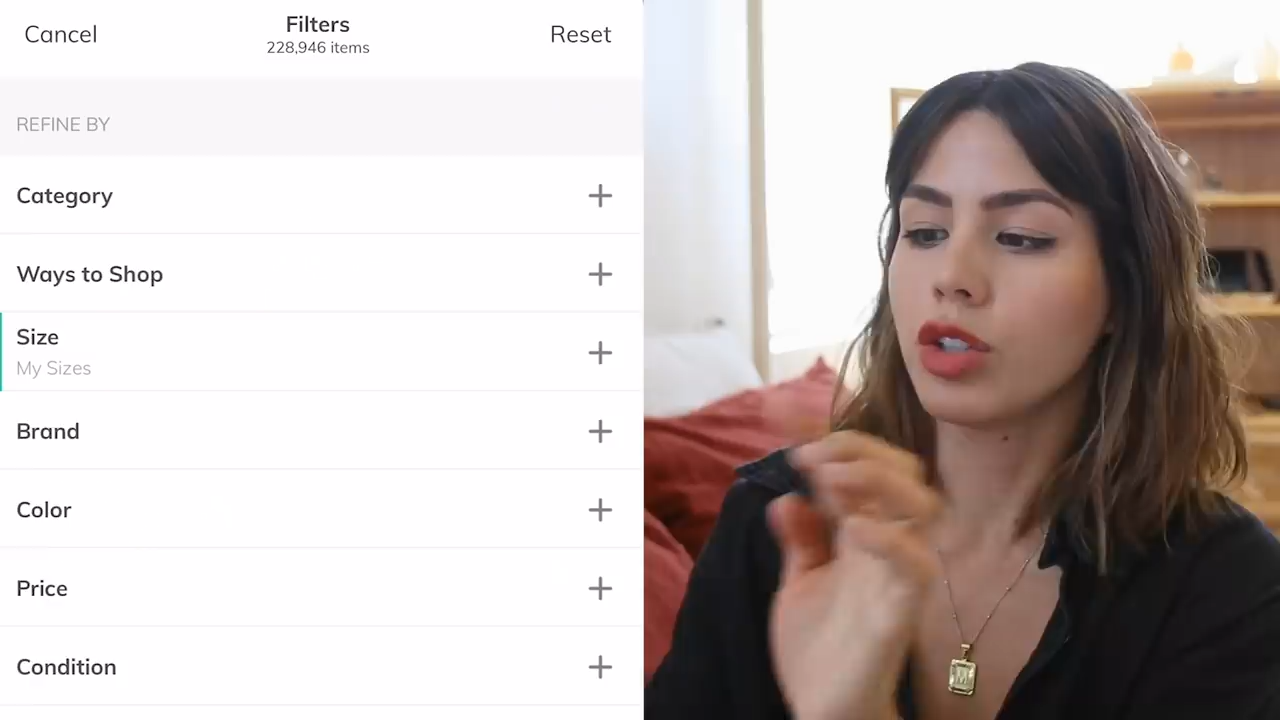 Cancel
Filters
Reset
228,946 items
REFINE BY
Category
Ways to Shop
Size
My Sizes
Brand
Color
Price
Condition
M